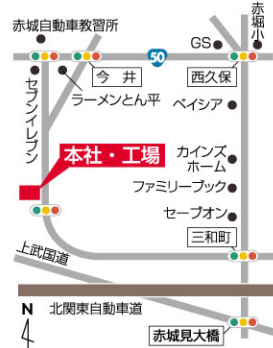 赤城自動車教習所
赤堀小
GS
50
今井
西久保
セブンイレブン
ラーメンとん平
ベイシア
本社・工場
カインズ
ホーム
ファミリーブック
セーブオン
三和町
上武国道
N
北関東自動車道
赤城見大橋